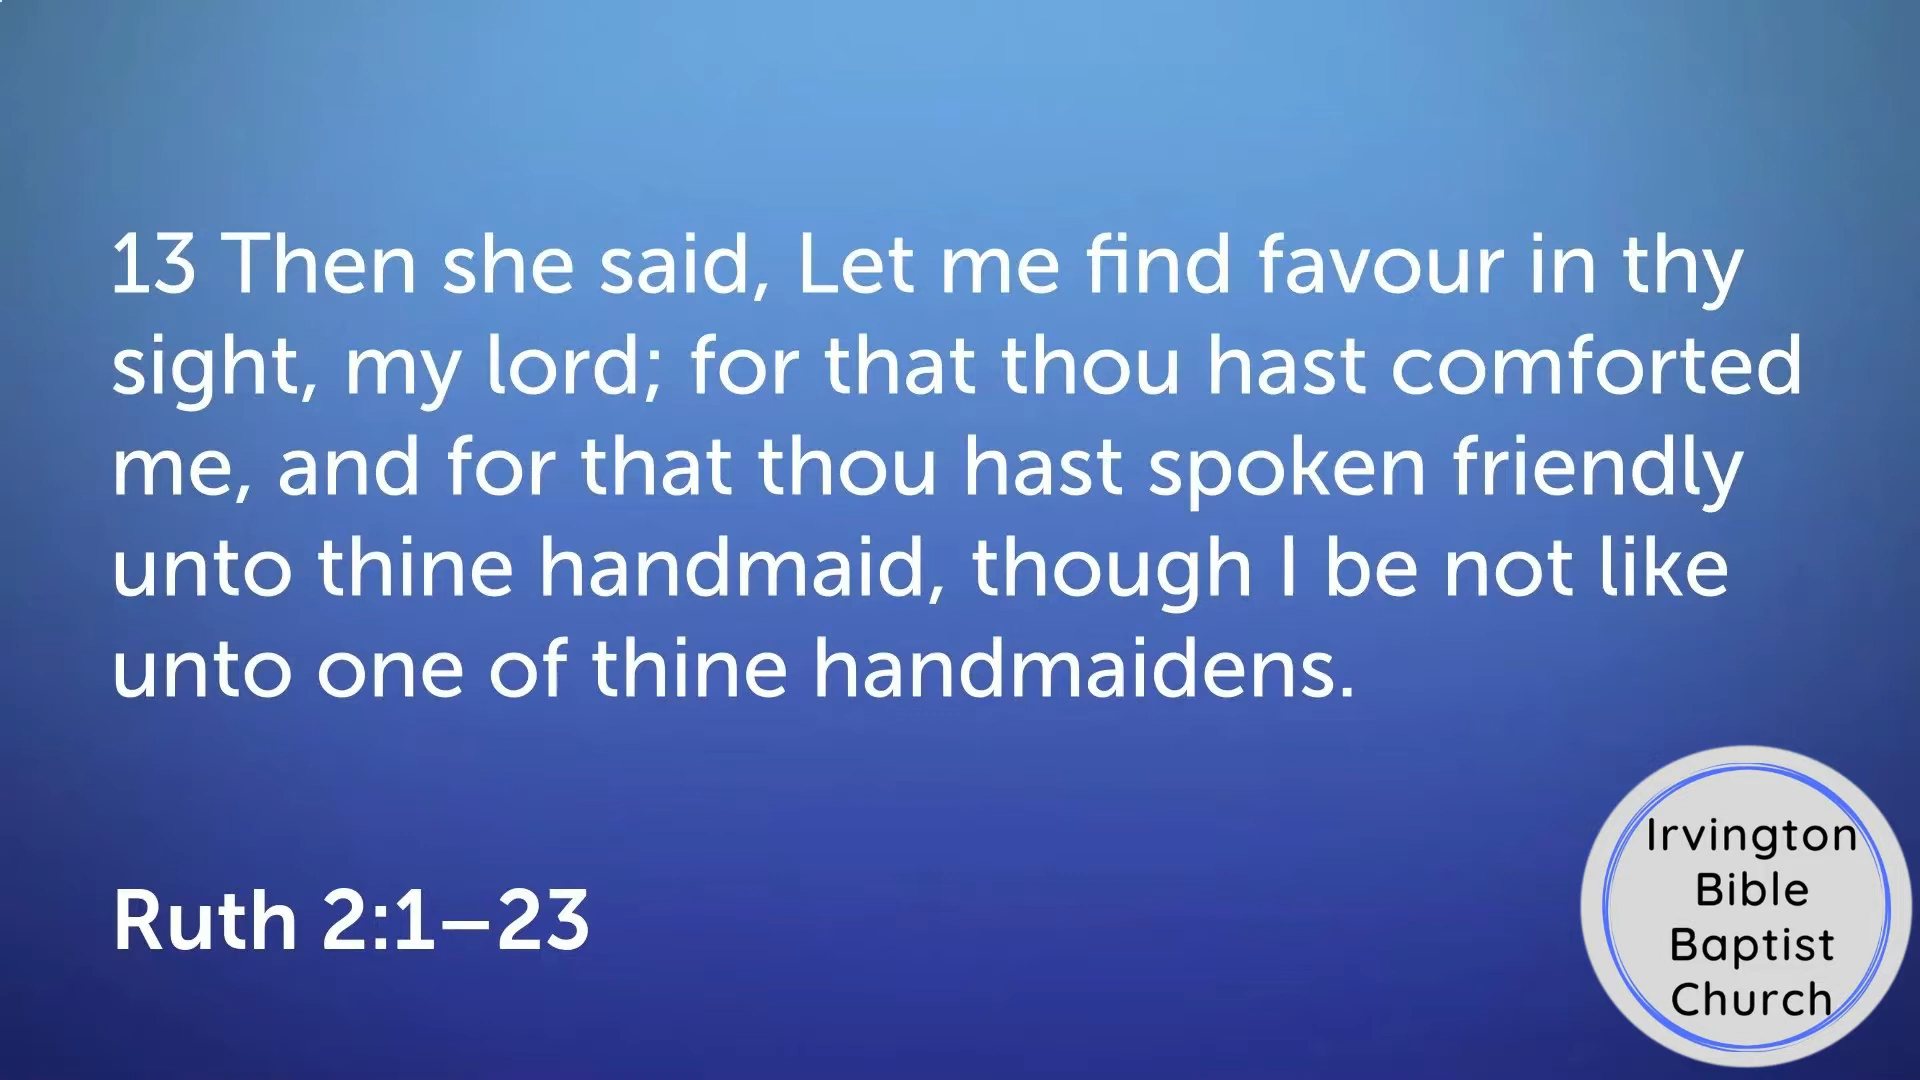 13 Then she said, Let me find favour in thy
sight, my lord; for that thou hast comforted
me, and for that thou hast spoken friendly
unto thine handmaid, though I be not like
unto one of thine handmaidens.
Ruth 2:1–23
Irvington
Bible
Baptist
Church